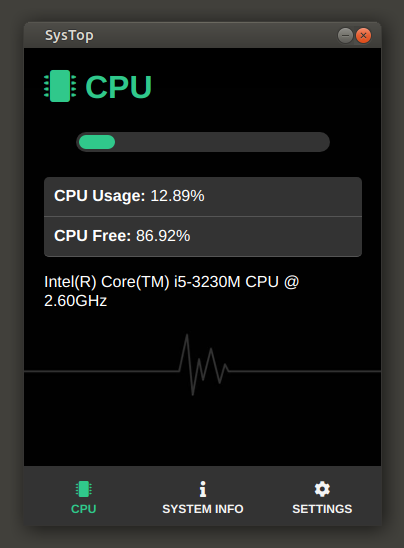 SysTop
CPU
CPU Usage: 12.89%
CPU Free: 86.92%
Intel(R) Core(TM) i5-3230M CPU @
2.60GHz
CPU SYSTEM INFO SETTINGS